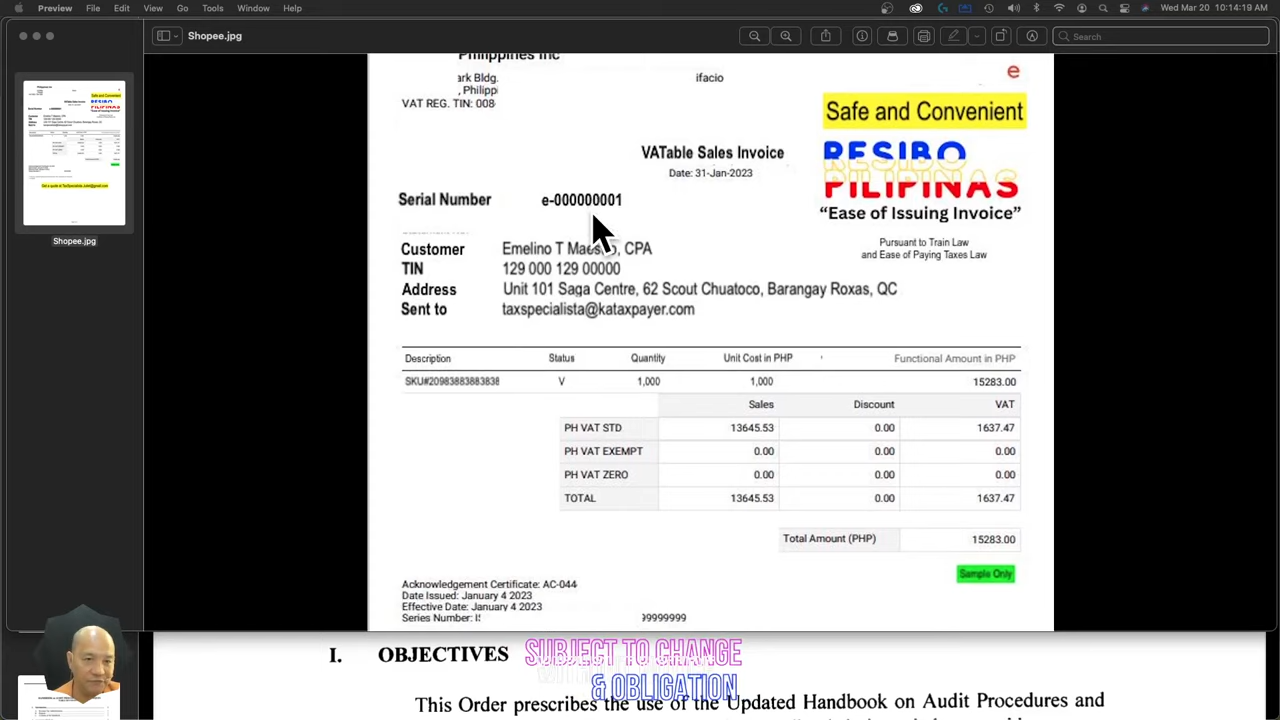 Preview File Edit View Go Tools Window Help Wed Mar 20 10:14:19 AM
Shopee.jpg Search
Philippines Inc
ark Bldg. ifacio
, Philippi
VAT REG. TIN: 008-
e
Safe and Convenient
RESIBO
PILIPINAS
“Ease of Issuing Invoice”
Pursuant to Train Law
and Ease of Paying Taxes Law
VATable Sales Invoice
Date: 31-Jan-2023
Serial Number e-000000001
Customer Emelino T Maestro, CPA
TIN 129 000 129 00000
Address Unit 101 Saga Centre, 62 Scout Chuatoco, Barangay Roxas, QC
Sent to taxspecialista@kataxpayer.com
Description Status Quantity Unit Cost in PHP Functional Amount in PHP
SKU#20983883883838 V 1,000 1,000 15283.00
Sales Discount VAT
PH VAT STD 13645.53 0.00 1637.47
PH VAT EXEMPT 0.00 0.00 0.00
PH VAT ZERO 0.00 0.00 0.00
TOTAL 13645.53 0.00 1637.47
Total Amount (PHP) 15283.00
Sample Only
Acknowledgement Certificate: AC-044
Date Issued: January 4 2023
Effective Date: January 4 2023
Series Number: 99999999
Shopee.jpg
I. OBJECTIVES
SUBJECT TO CHANGE
& OBLIGATION
This Order prescribes the use of the Updated Handbook on Audit Procedures and